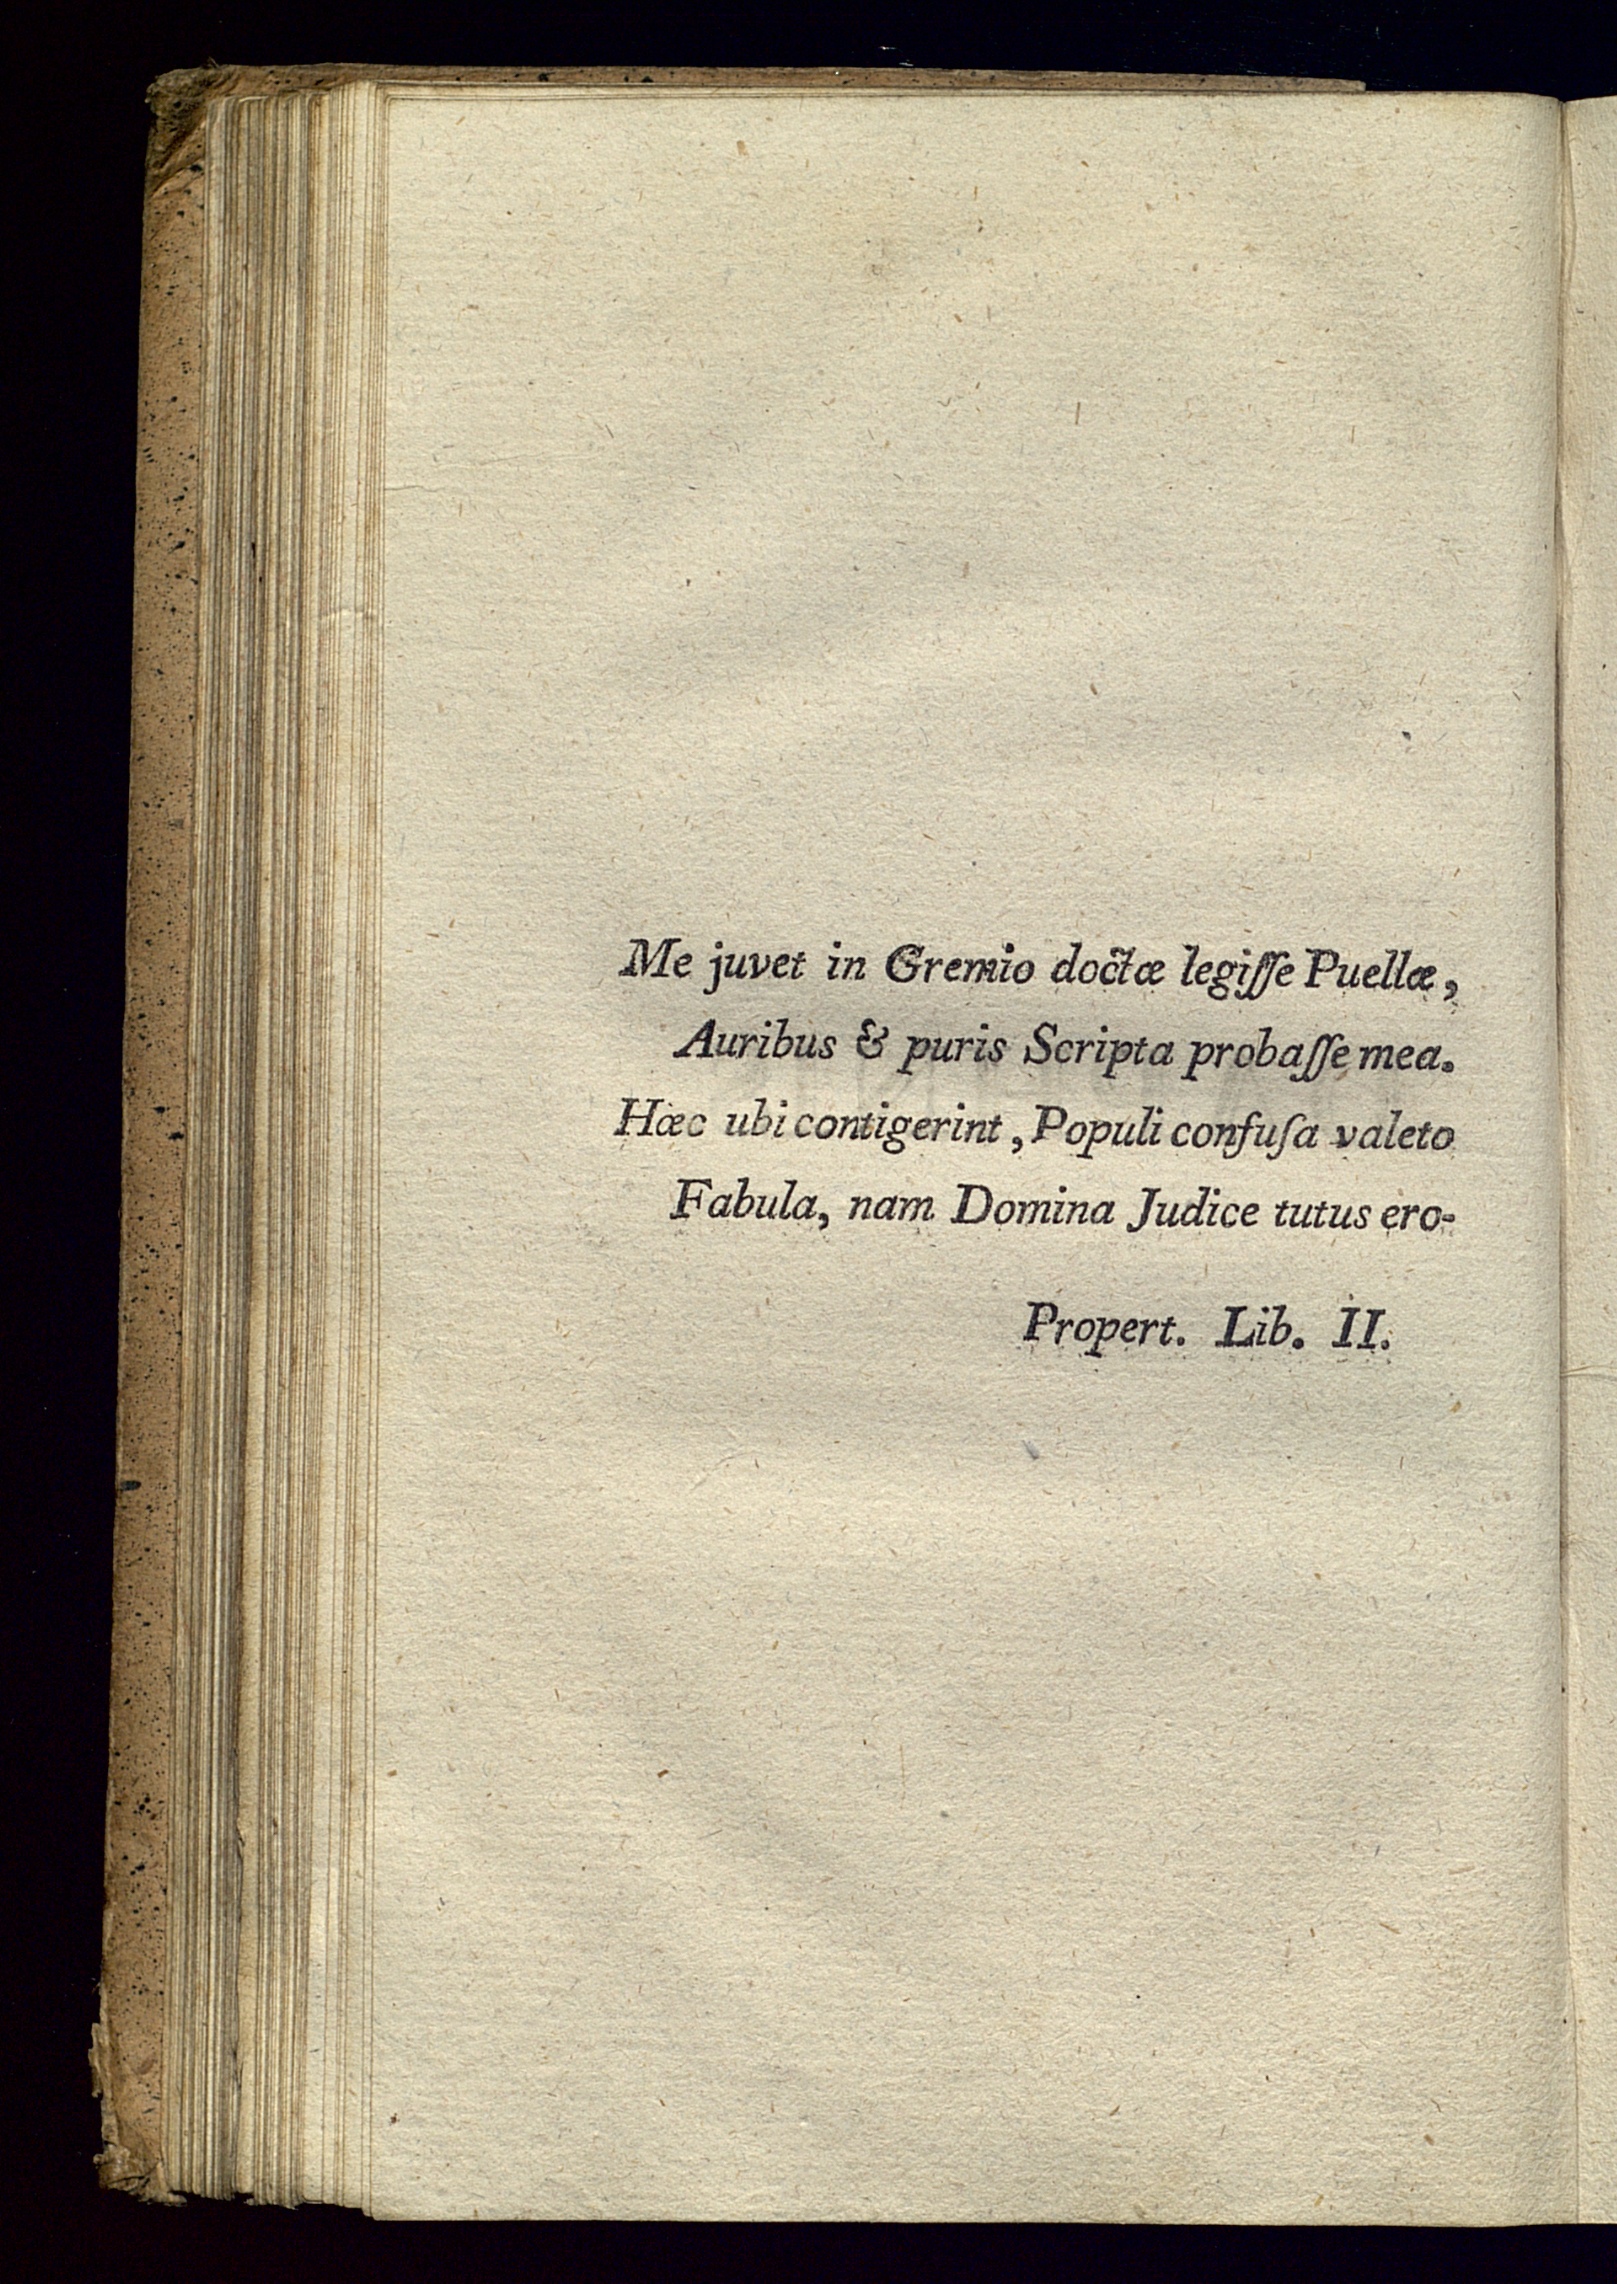 Me juvet in Gremio doctæ legiſſe Puellæ,
Auribus & puris Scripta probaſſe mea.
Hæc ubi contigerint, Populi confuſa valeto
Fabula, nam Domina Judice tutus ero-
Propert. Lib. II.